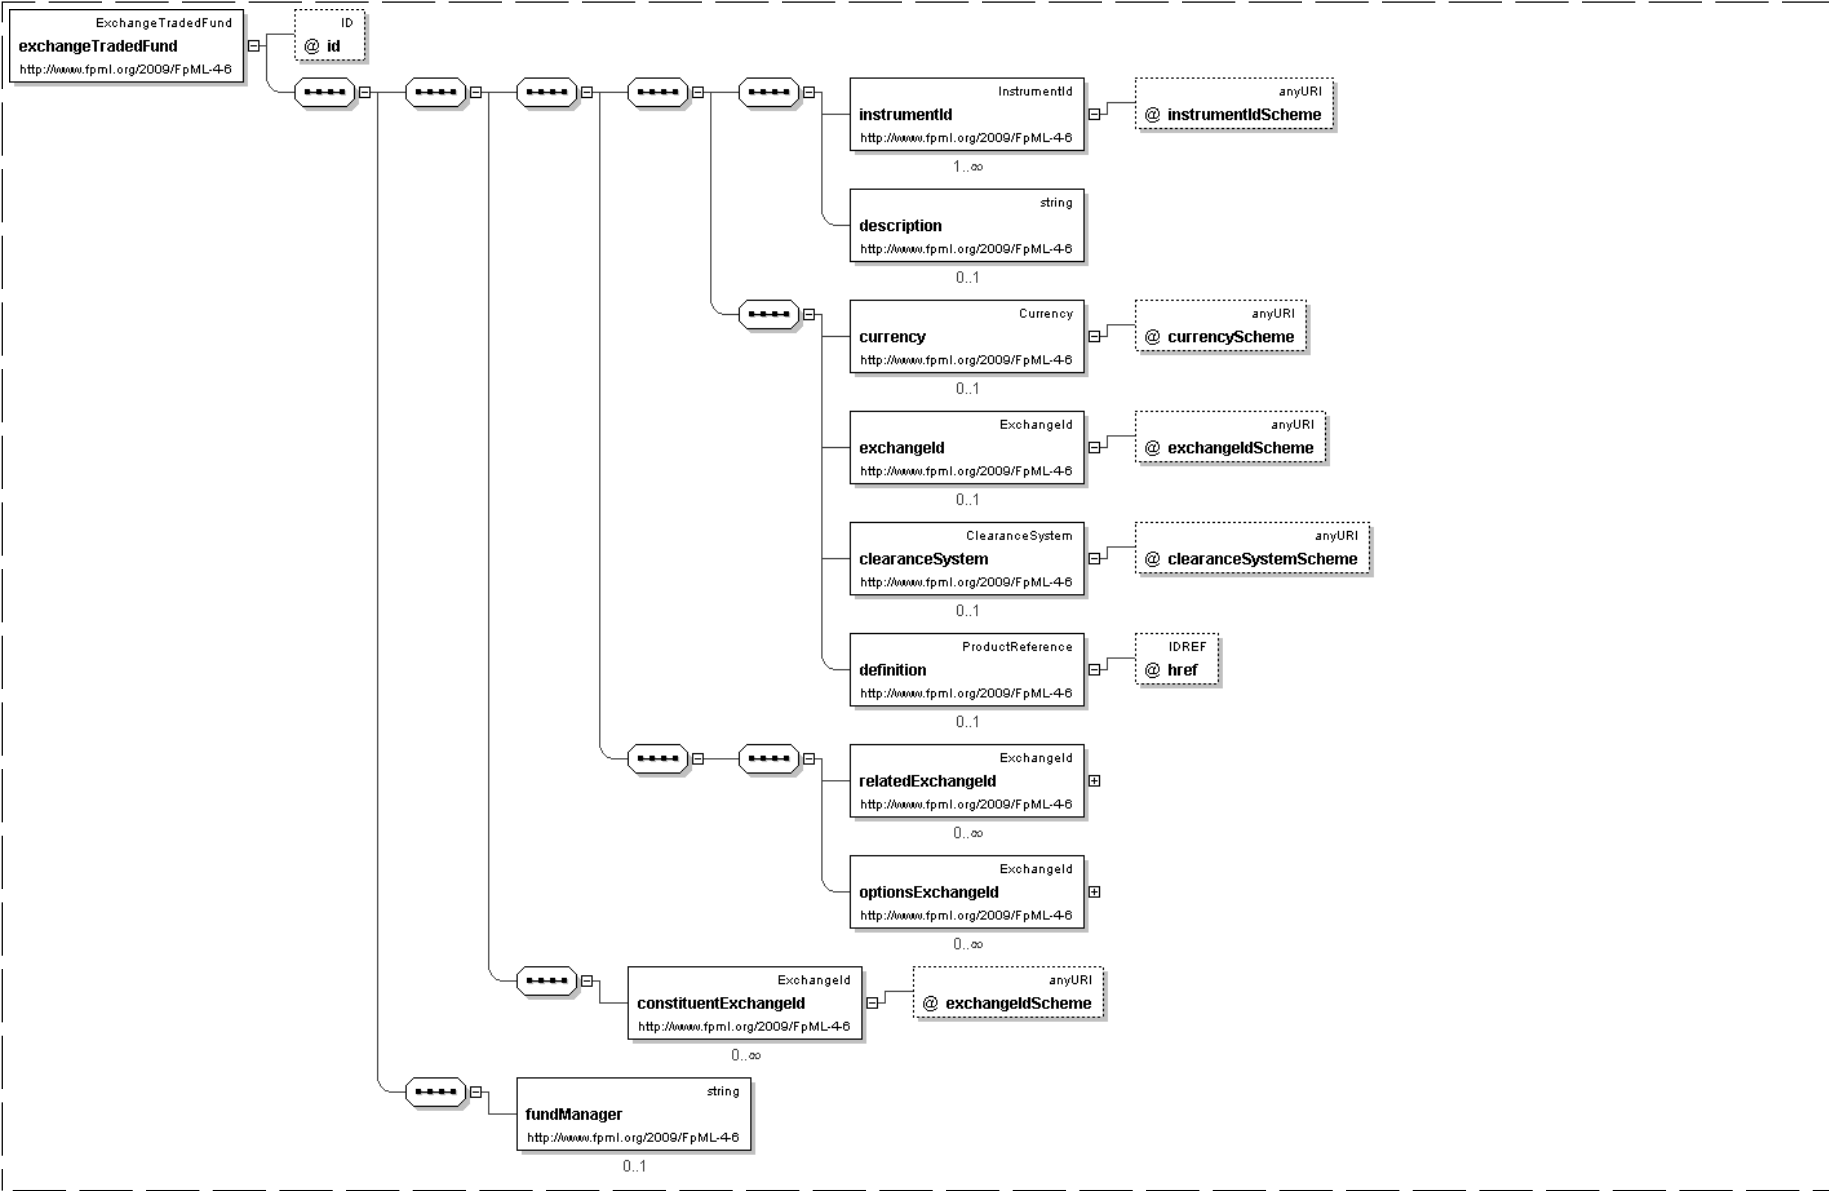 ExchangeTradedFund
exchangeTradedFund
http://www.fpml.org/2009/FpML-4-6
ID
@ id
InstrumentId
instrumentId
http://www.fpml.org/2009/FpML-4-6
1..∞
anyURI
@ instrumentIdScheme
string
description
http://www.fpml.org/2009/FpML-4-6
0..1
Currency
currency
http://www.fpml.org/2009/FpML-4-6
0..1
anyURI
@ currencyScheme
ExchangeId
exchangeId
http://www.fpml.org/2009/FpML-4-6
0..1
anyURI
@ exchangeIdScheme
ClearanceSystem
clearanceSystem
http://www.fpml.org/2009/FpML-4-6
0..1
anyURI
@ clearanceSystemScheme
ProductReference
definition
http://www.fpml.org/2009/FpML-4-6
0..1
IDREF
@ href
ExchangeId
relatedExchangeId
http://www.fpml.org/2009/FpML-4-6
0..∞
ExchangeId
optionsExchangeId
http://www.fpml.org/2009/FpML-4-6
0..∞
ExchangeId
constituentExchangeId
http://www.fpml.org/2009/FpML-4-6
0..∞
anyURI
@ exchangeIdScheme
string
fundManager
http://www.fpml.org/2009/FpML-4-6
0..1